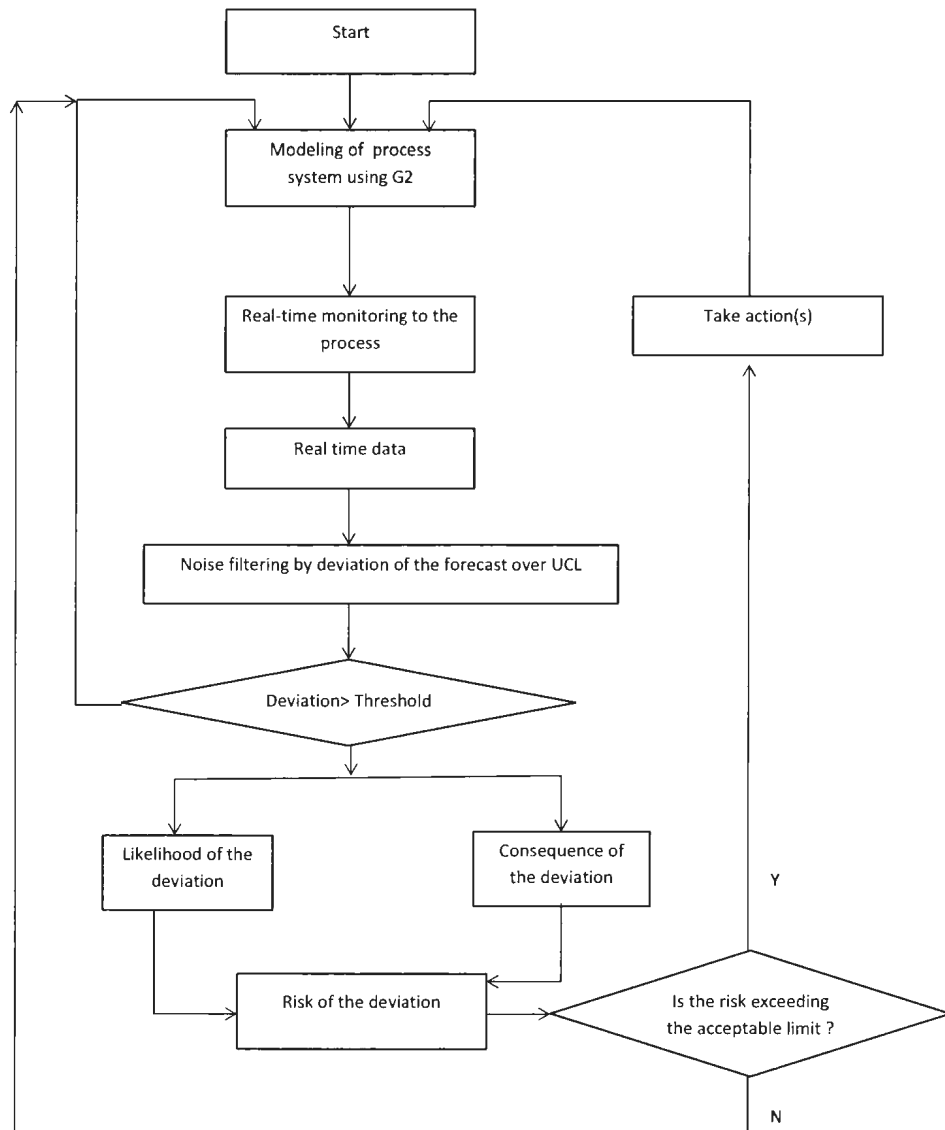 Start
Modeling of process
system using G2
Real-time monitoring to the
process
Take action(s)
Real time data
Noise filtering by deviation of the forecast over UCL
Deviation> Threshold
Likelihood of the
deviation
Consequence of
the deviation
Y
Risk of the deviation
Is the risk exceeding
the acceptable limit ?
N